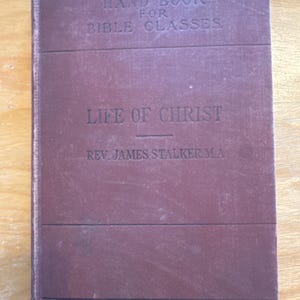 HAND BOOK
FOR
BIBLE CLASSES
LIFE OF CHRIST
REV. JAMES STALKER M.A